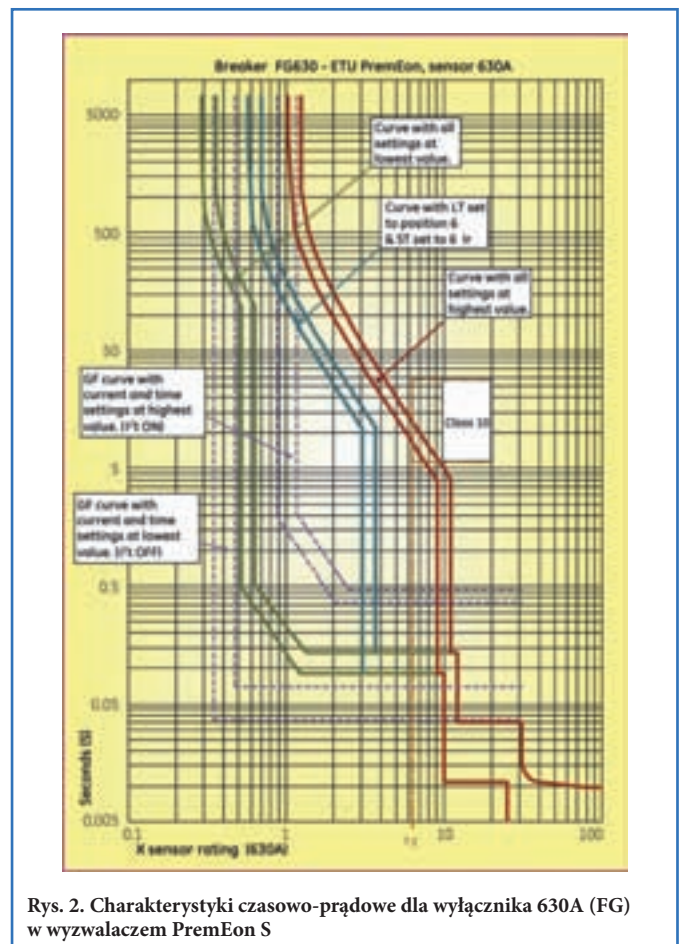 Breaker FG630 - ETU PremEon, sensor 630A
5000
Curve with all
settings at
lowest value.
Curve with LT set
to position 6
& ST set to 6 Ir
500
Curve with all
settings at
highest value.
50
GF curve with
current and time
settings at highest
value. (I²t ON)
Class 10
5
GF curve with
current and time
settings at lowest
value. (I²t OFF)
0.5
0.05
Seconds (S)
0.005
0.1
1
10
100
X sensor rating (630A)
Rys. 2. Charakterystyki czasowo-prądowe dla wyłącznika 630A (FG)
w wyzwalaczem PremEon S